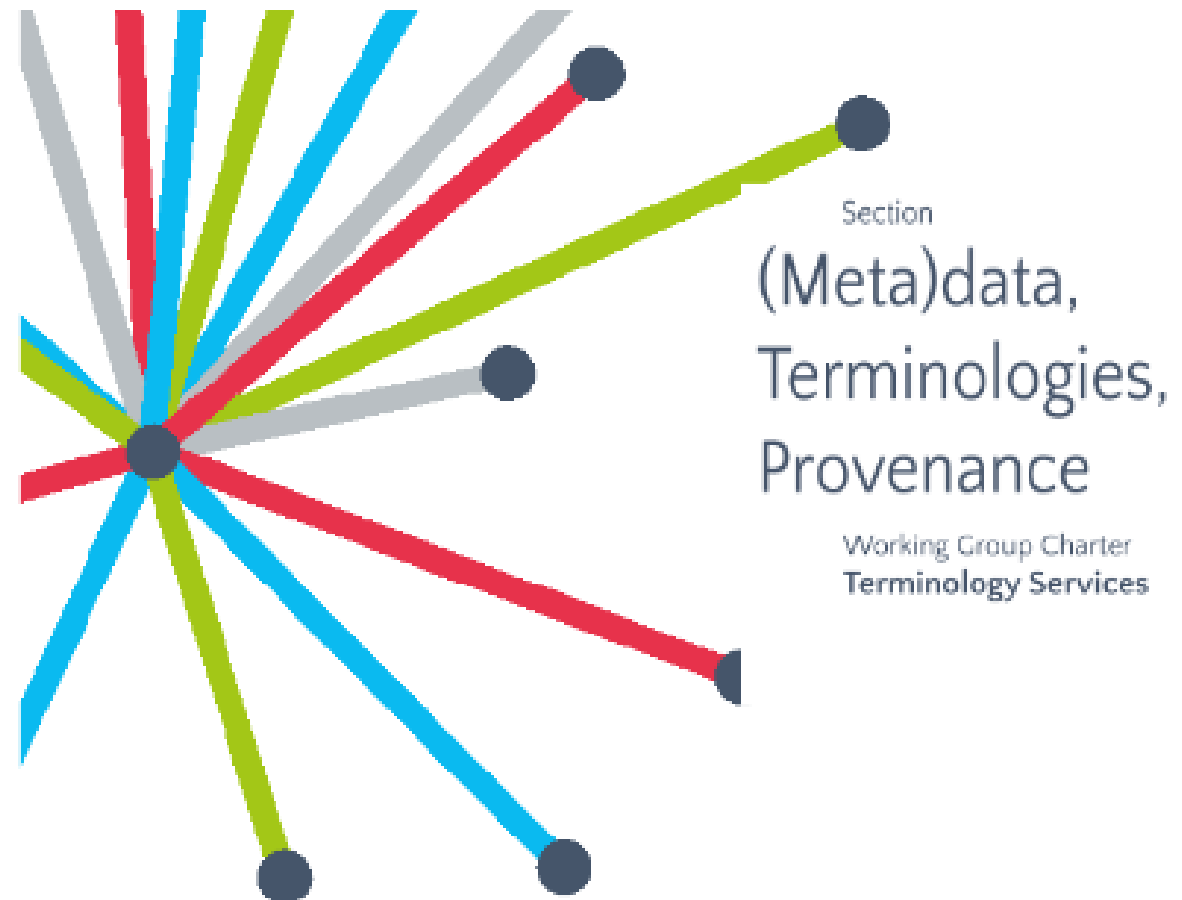 Section
(Meta)data,
Terminologies,
Provenance
Working Group Charter
Terminology Services